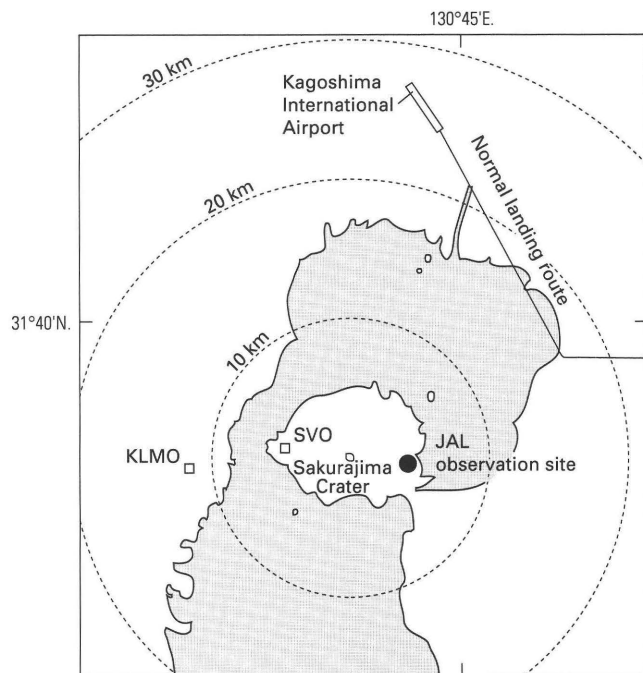 130°45'E.
30 km
Kagoshima
International
Airport
Normal landing route
20 km
31°40'N.
10 km
SVO
KLMO
JAL
observation site
Sakurajima
Crater